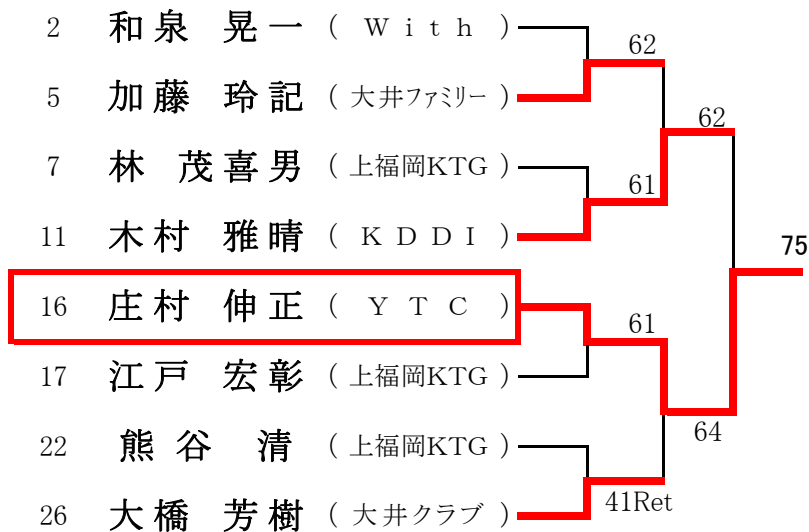 2 和泉 晃一 ( With )
62
5 加藤 玲記 ( 大井ファミリー )
62
7 林 茂喜男 ( 上福岡KTG )
61
11 木村 雅晴 ( KDDI )
75
16 庄村 伸正 ( YTC )
61
17 江戸 宏彰 ( 上福岡KTG )
64
22 熊谷 清 ( 上福岡KTG )
41Ret
26 大橋 芳樹 ( 大井クラブ )